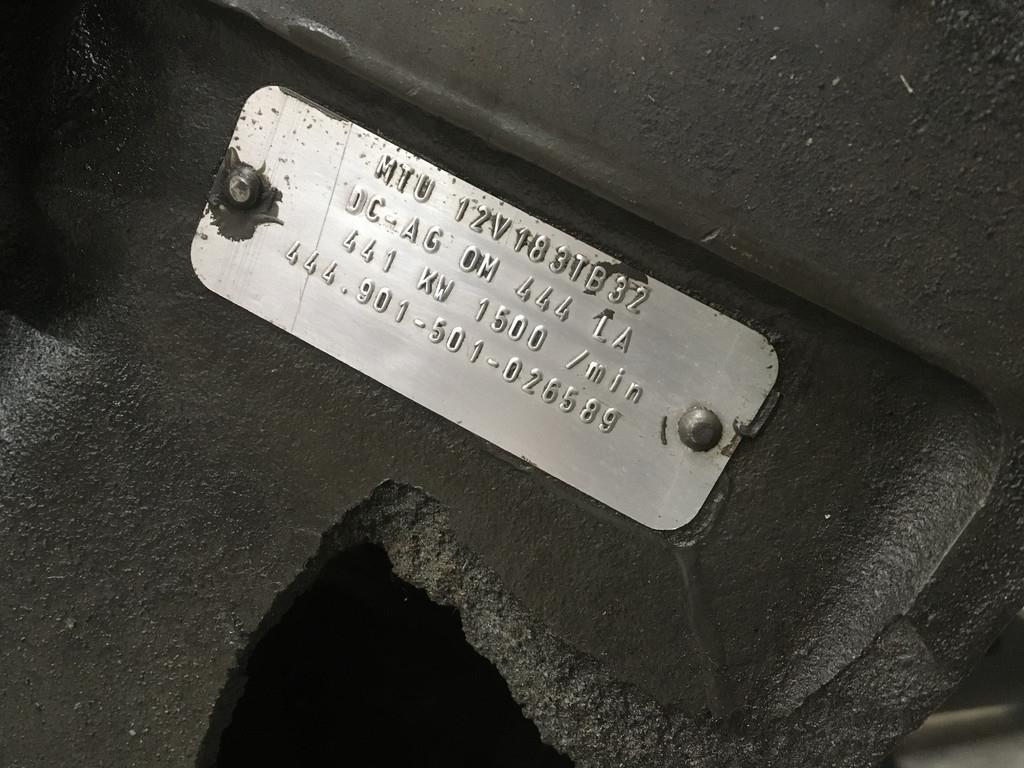 MTU 12V183TB32
DC-AG OM 444 LA
441 KW 1500 /min
444.901-501-026589